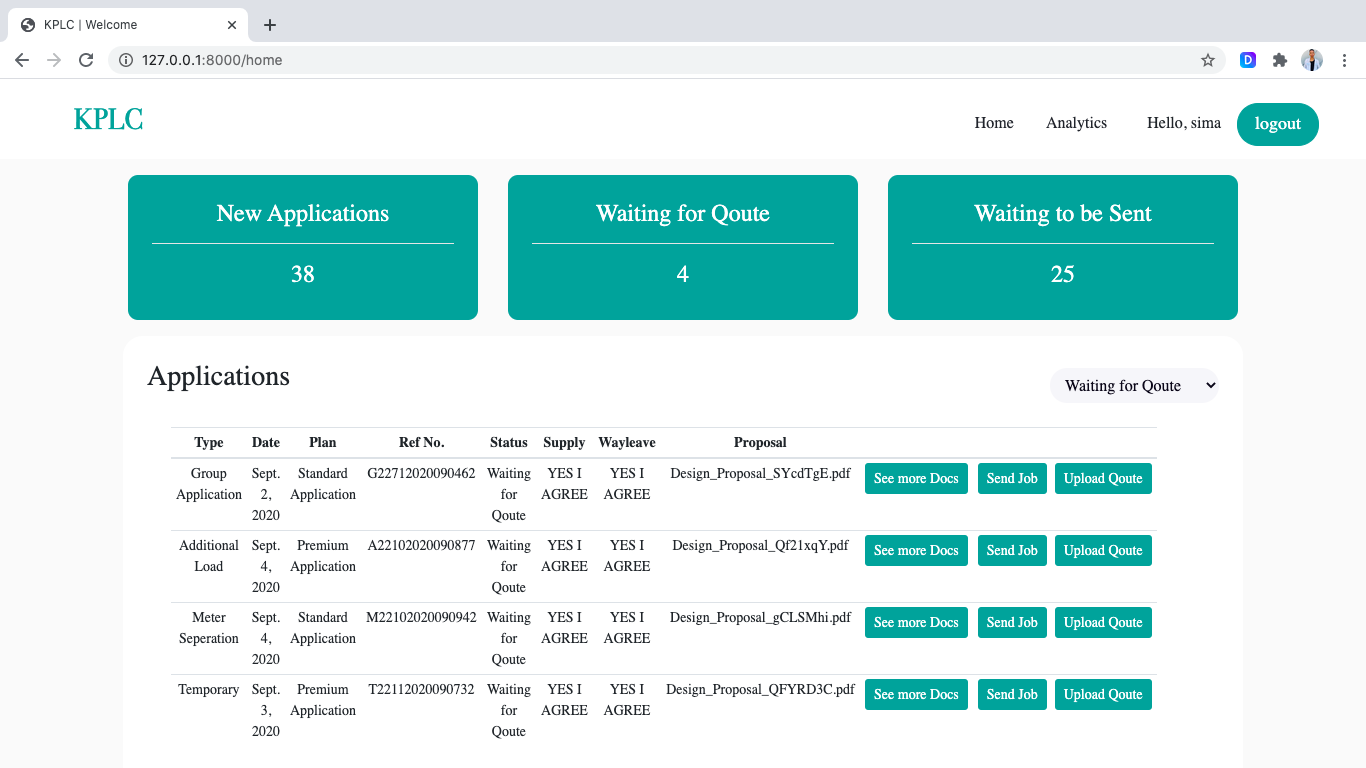 KPLC | Welcome
127.0.0.1:8000/home
KPLC
Home Analytics Hello, sima logout
New Applications
38
Waiting for Qoute
4
Waiting to be Sent
25
Applications
Waiting for Qoute
Type Date Plan Ref No. Status Supply Wayleave Proposal
Group Sept. Standard G22712020090462 Waiting YES I YES I Design_Proposal_SYcdTgE.pdf See more Docs Send Job Upload Qoute
Application 2, Application for AGREE AGREE
2020 Qoute
Additional Sept. Premium A22102020090877 Waiting YES I YES I Design_Proposal_Qf21xqY.pdf See more Docs Send Job Upload Qoute
Load 4, Application for AGREE AGREE
2020 Qoute
Meter Sept. Standard M22102020090942 Waiting YES I YES I Design_Proposal_gCLSMhi.pdf See more Docs Send Job Upload Qoute
Seperation 4, Application for AGREE AGREE
2020 Qoute
Temporary Sept. Premium T22112020090732 Waiting YES I YES I Design_Proposal_QFYRD3C.pdf See more Docs Send Job Upload Qoute
3, Application for AGREE AGREE
2020 Qoute